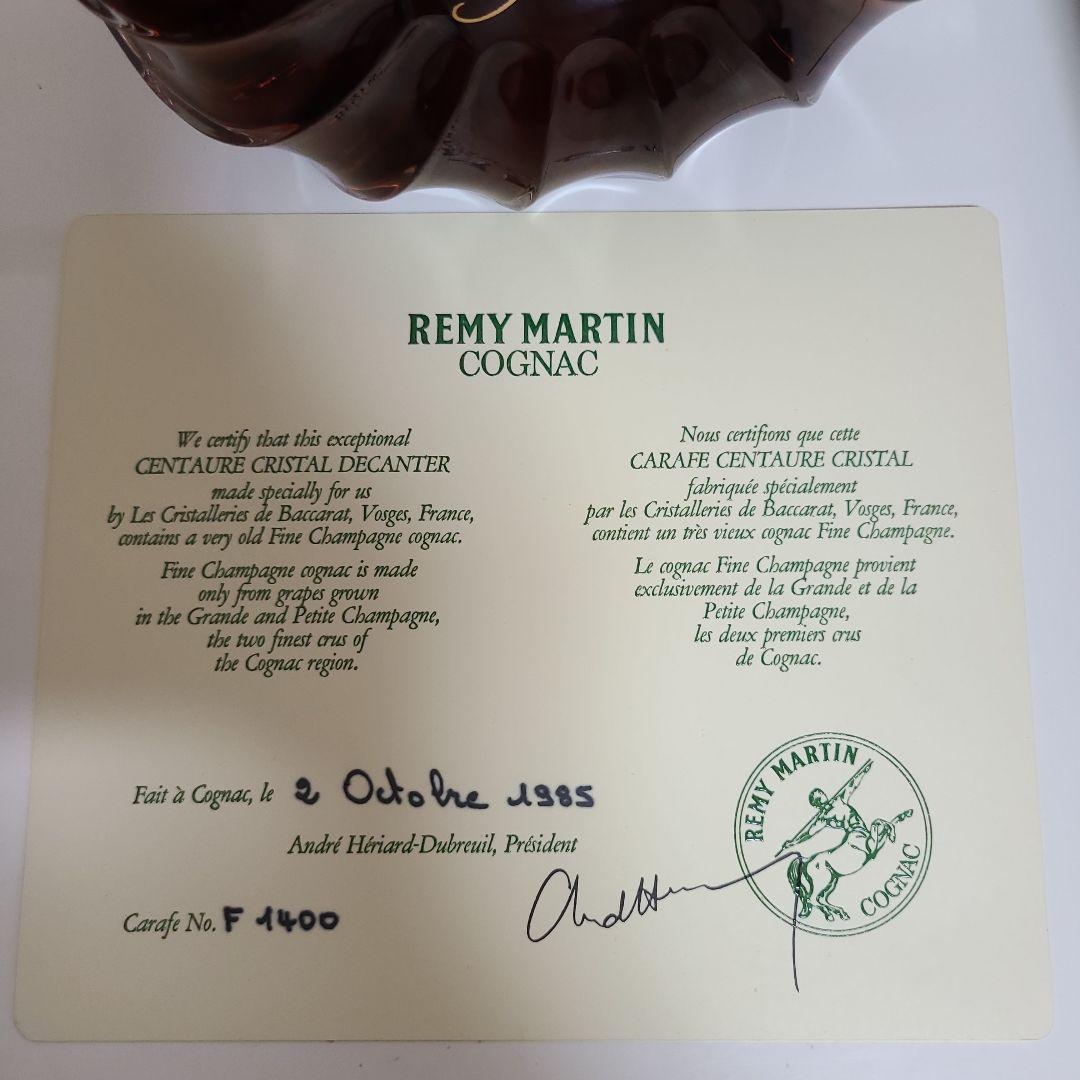 REMY MARTIN
COGNAC
We certify that this exceptional
CENTAURE CRISTAL DECANTER
made specially for us
by Les Cristalleries de Baccarat, Vosges, France,
contains a very old Fine Champagne cognac.
Fine Champagne cognac is made
only from grapes grown
in the Grande and Petite Champagne,
the two finest crus of
the Cognac region.
Nous certifions que cette
CARAFE CENTAURE CRISTAL
fabriquée spécialement
par les Cristalleries de Baccarat, Vosges, France,
contient un très vieux cognac Fine Champagne.
Le cognac Fine Champagne provient
exclusivement de la Grande et de la
Petite Champagne,
les deux premiers crus
de Cognac.
Fait à Cognac, le 2 Octobre 1985
André Hériard-Dubreuil, Président
Carafe No. F 1400
REMY MARTIN
COGNAC